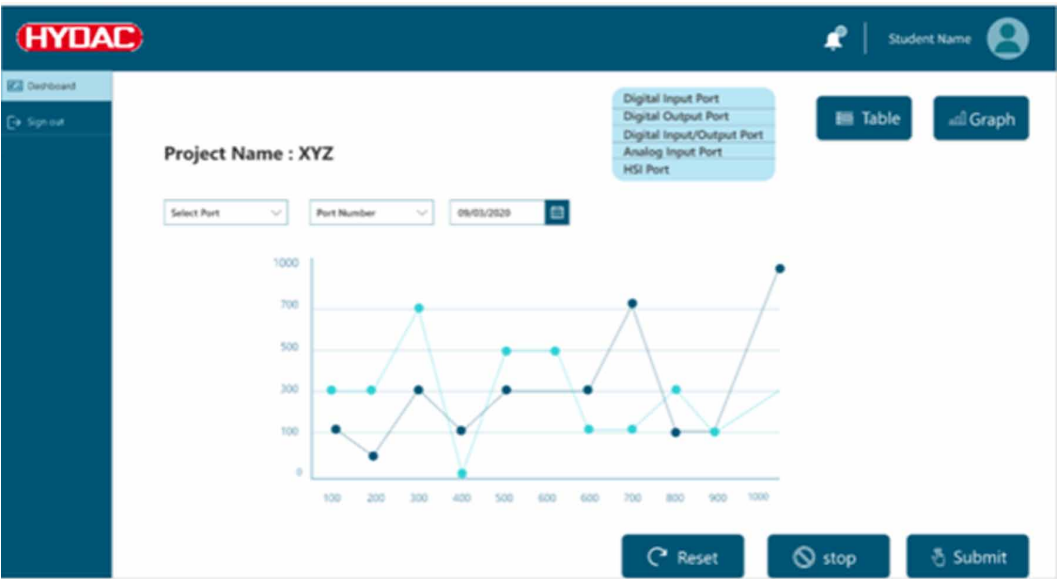 HYDAC
Student Name
Dashboard
Sign out
Digital Input Port
Digital Output Port
Digital Input/Output Port
Analog Input Port
HSI Port
Table
Graph
Project Name : XYZ
Select Port
Port Number
09/03/2020
1000
700
500
300
100
0
100 200 300 400 500 600 600 700 800 900 1000
Reset
stop
Submit